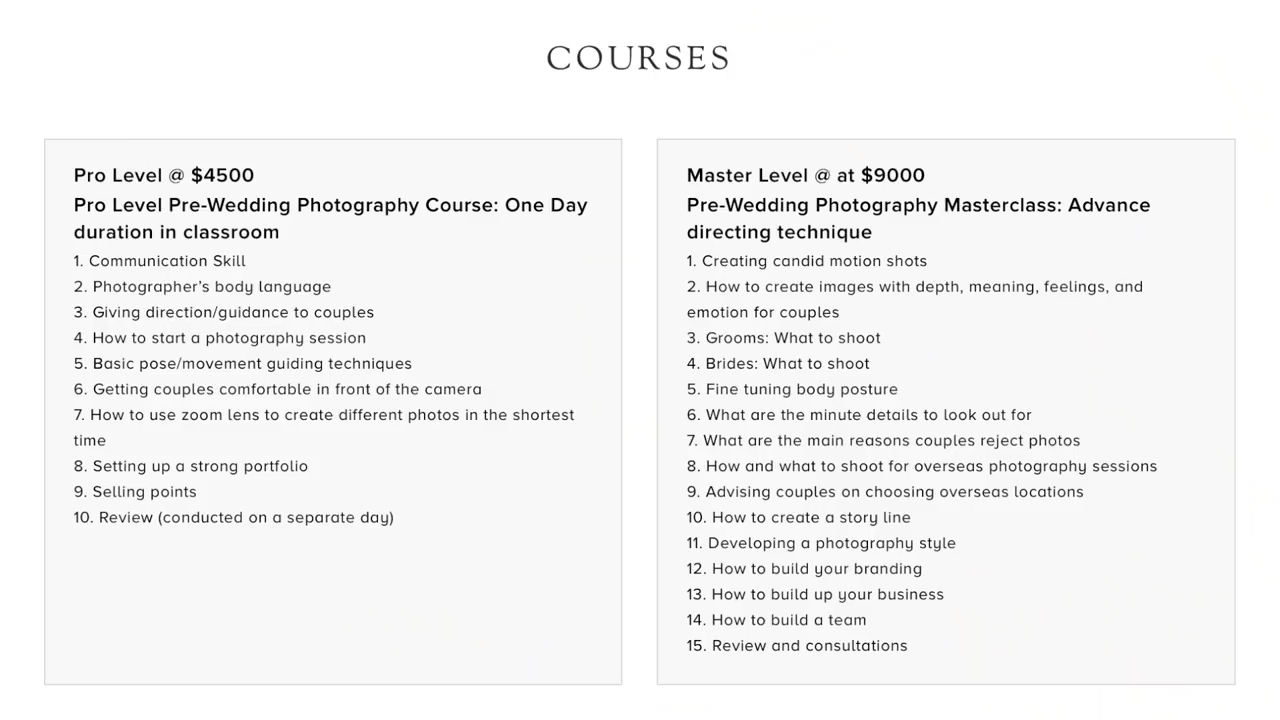 COURSES
Pro Level @ $4500
Pro Level Pre-Wedding Photography Course: One Day
duration in classroom
1. Communication Skill
2. Photographer's body language
3. Giving direction/guidance to couples
4. How to start a photography session
5. Basic pose/movement guiding techniques
6. Getting couples comfortable in front of the camera
7. How to use zoom lens to create different photos in the shortest
time
8. Setting up a strong portfolio
9. Selling points
10. Review (conducted on a separate day)
Master Level @ at $9000
Pre-Wedding Photography Masterclass: Advance
directing technique
1. Creating candid motion shots
2. How to create images with depth, meaning, feelings, and
emotion for couples
3. Grooms: What to shoot
4. Brides: What to shoot
5. Fine tuning body posture
6. What are the minute details to look out for
7. What are the main reasons couples reject photos
8. How and what to shoot for overseas photography sessions
9. Advising couples on choosing overseas locations
10. How to create a story line
11. Developing a photography style
12. How to build your branding
13. How to build up your business
14. How to build a team
15. Review and consultations